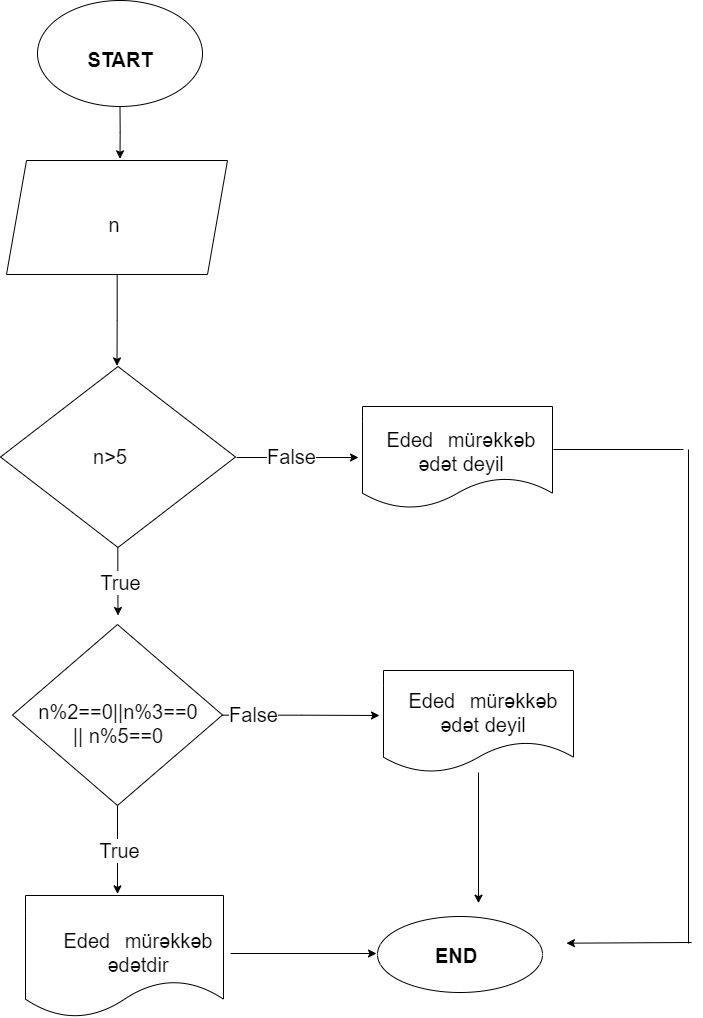 START
n
n>5
False
Eded mürəkkəb
ədət deyil
True
n%2==0||n%3==0
|| n%5==0
False
Eded mürəkkəb
ədət deyil
True
Eded mürəkkəb
ədətdir
END